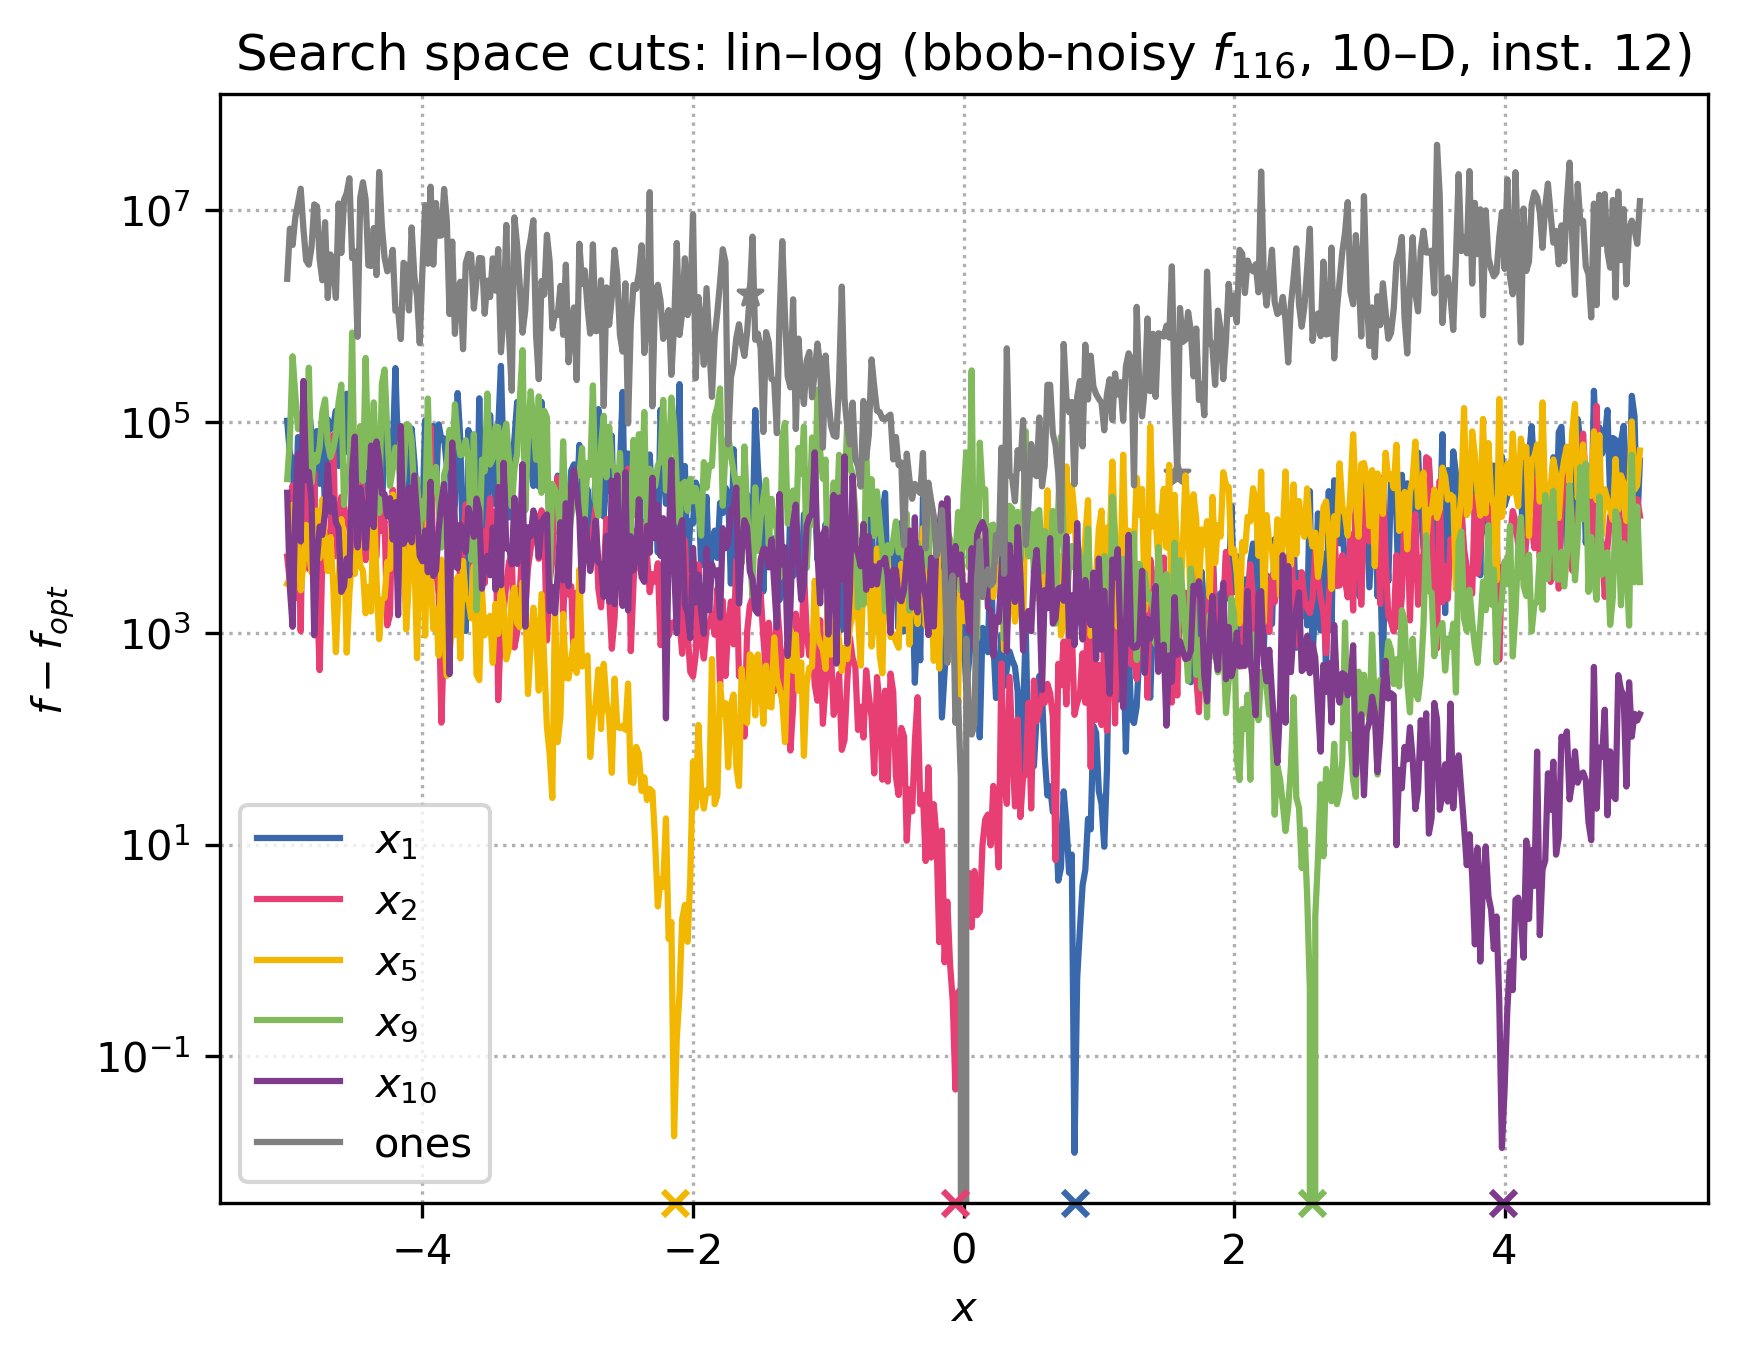 Search space cuts: lin–log (bbob-noisy f116, 10–D, inst. 12)
10^7
10^5
10^3
10^1
10^−1
f − fopt
x1
x2
x5
x9
x10
ones
−4
−2
0
2
4
x